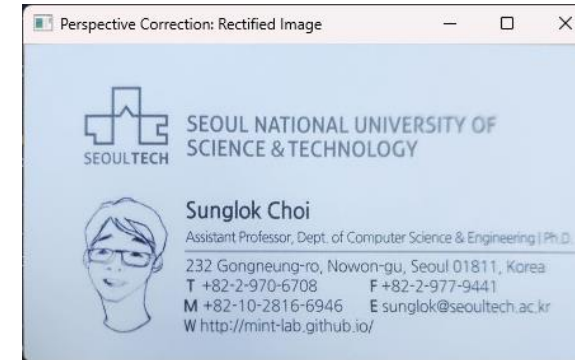 Perspective Correction: Rectified Image
SEOULTECH
SEOUL NATIONAL UNIVERSITY OF
SCIENCE & TECHNOLOGY
Sunglok Choi
Assistant Professor, Dept. of Computer Science & Engineering | Ph.D.
232 Gongneung-ro, Nowon-gu, Seoul 01811, Korea
T +82-2-970-6708 F +82-2-977-9441
M +82-10-2816-6946 E sunglok@seoultech.ac.kr
W http://mint-lab.github.io/